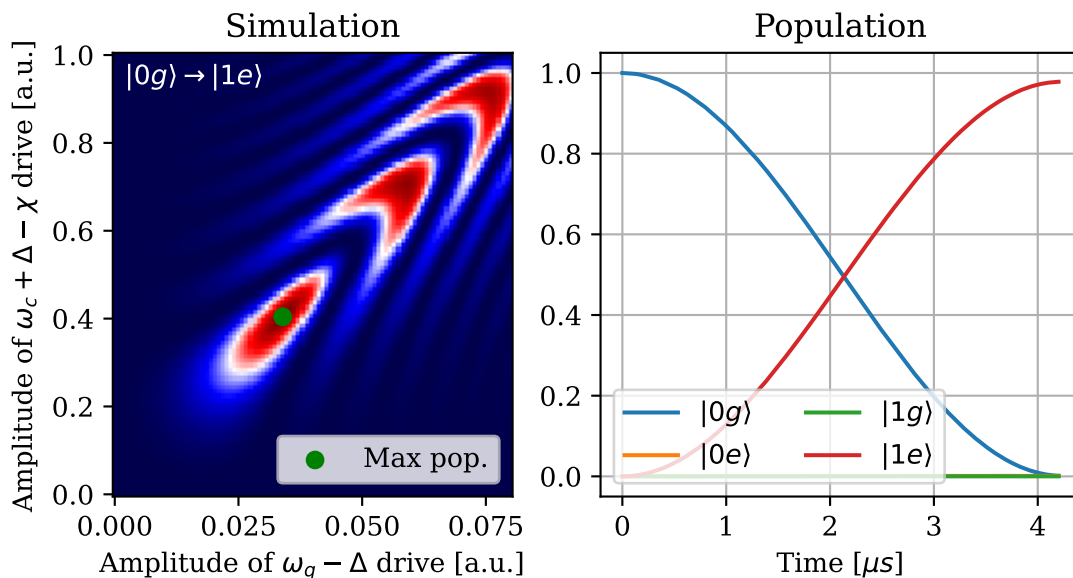 Simulation
Amplitude of ω_c + Δ − χ drive [a.u.]
1.0
0.8
0.6
0.4
0.2
0.0
|0g⟩ → |1e⟩
Max pop.
0.000
0.025
0.050
0.075
Amplitude of ω_q − Δ drive [a.u.]
Population
1.0
0.8
0.6
0.4
0.2
0.0
|0g⟩
|0e⟩
|1g⟩
|1e⟩
0
1
2
3
4
Time [μs]